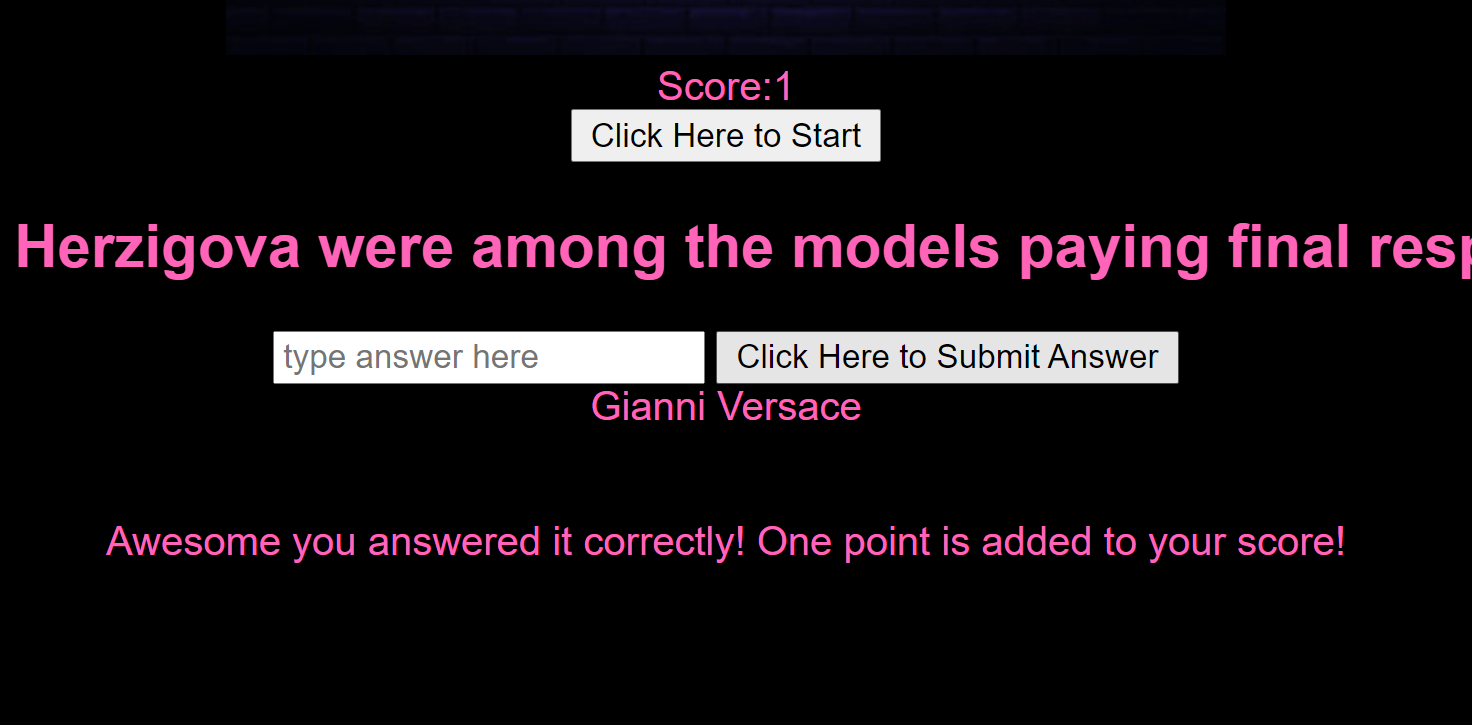 Score:1
Click Here to Start
Herzigova were among the models paying final
type answer here
Click Here to Submit Answer
Gianni Versace
Awesome you answered it correctly! One point is added to your score!